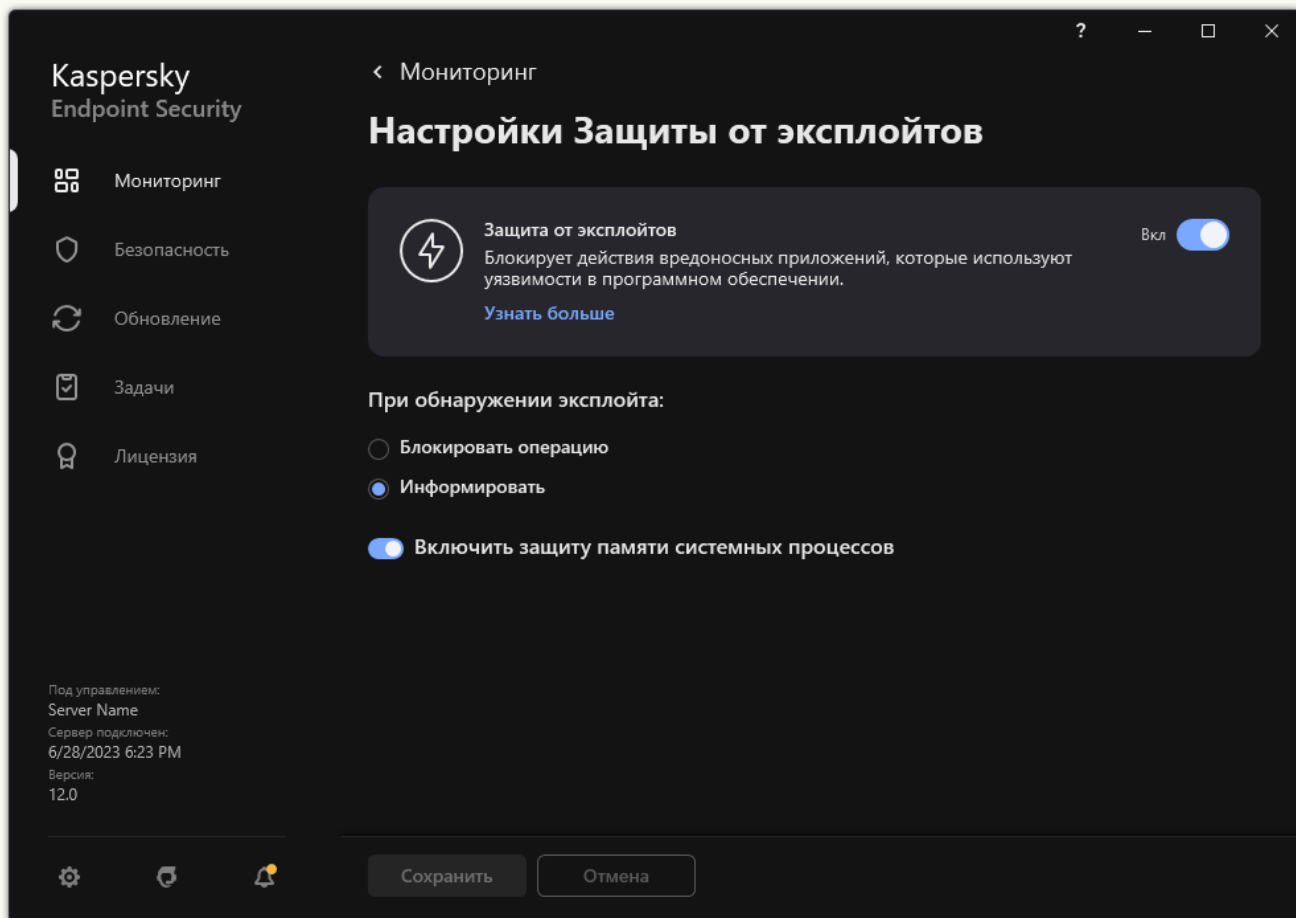 ?
Kaspersky
Endpoint Security
Мониторинг
Безопасность
Обновление
Задачи
Лицензия
Под управлением:
Server Name
Сервер подключен:
6/28/2023 6:23 PM
Версия:
12.0
Мониторинг
Настройки Защиты от эксплойтов
Защита от эксплойтов
Блокирует действия вредоносных приложений, которые используют
уязвимости в программном обеспечении.
Узнать больше
Вкл
При обнаружении эксплойта:
Блокировать операцию
Информировать
Включить защиту памяти системных процессов
Сохранить
Отмена